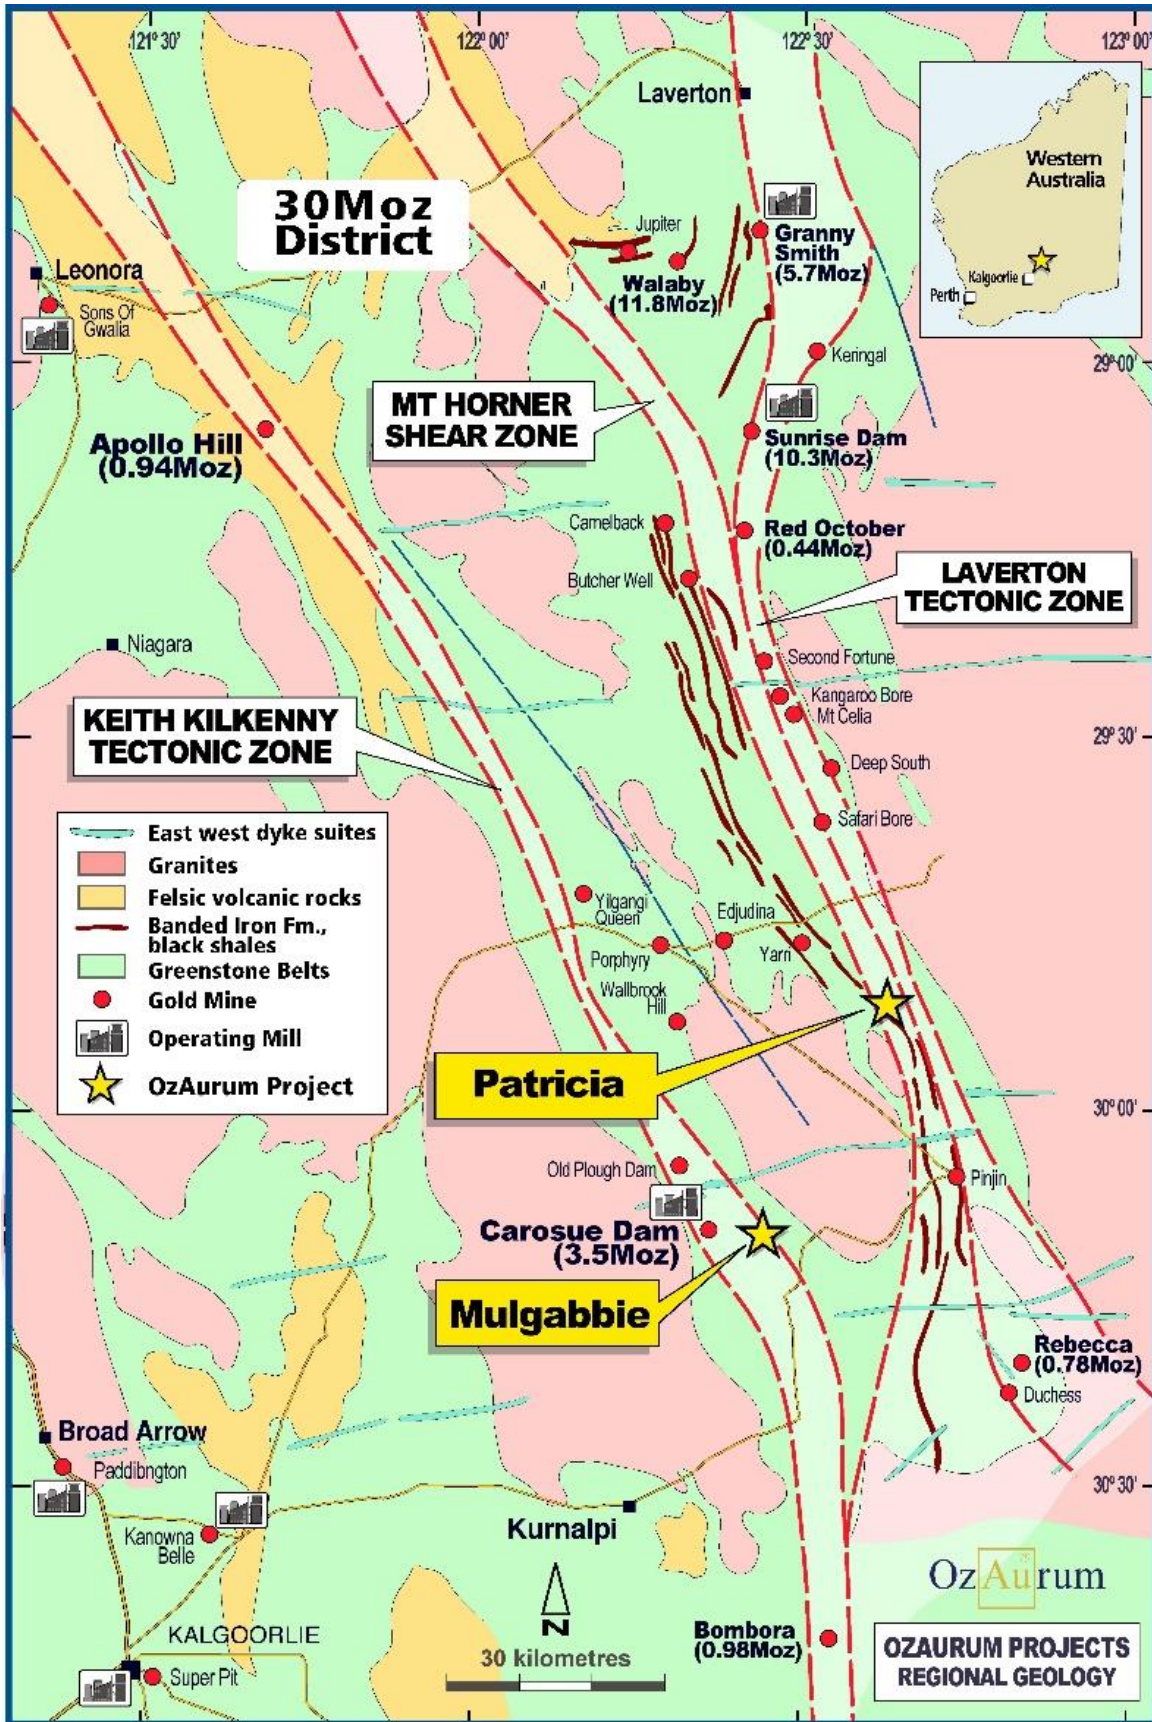 121° 30'
122° 00'
122° 30'
123° 00'
Laverton
Western
Australia
Kalgoorlie
Perth
30Moz
District
Jupiter
Granny
Smith
(5.7Moz)
Walaby
(11.8Moz)
Leonora
Sons Of
Gwalia
Keringal
29° 00'
MT HORNER
SHEAR ZONE
Apollo Hill
(0.94Moz)
Sunrise Dam
(10.3Moz)
Camelback
Red October
(0.44Moz)
Butcher Well
LAVERTON
TECTONIC ZONE
Niagara
Second Fortune
Kangaroo Bore
Mt Celia
KEITH KILKENNY
TECTONIC ZONE
29° 30'
Deep South
Safari Bore
East west dyke suites
Granites
Felsic volcanic rocks
Banded Iron Fm.,
black shales
Greenstone Belts
Gold Mine
Operating Mill
OzAurum Project
Yilgangi
Queen
Edjudina
Porphyry
Yarri
Wallbrook
Hill
Patricia
30° 00'
Old Plough Dam
Pinjin
Carosue Dam
(3.5Moz)
Mulgabbie
Rebecca
(0.78Moz)
Duchess
Broad Arrow
Paddibngton
30° 30'
Kurnalpi
Kanowna
Belle
N
OzAurum
KALGOORLIE
Super Pit
30 kilometres
Bombora
(0.98Moz)
OZAURUM PROJECTS
REGIONAL GEOLOGY